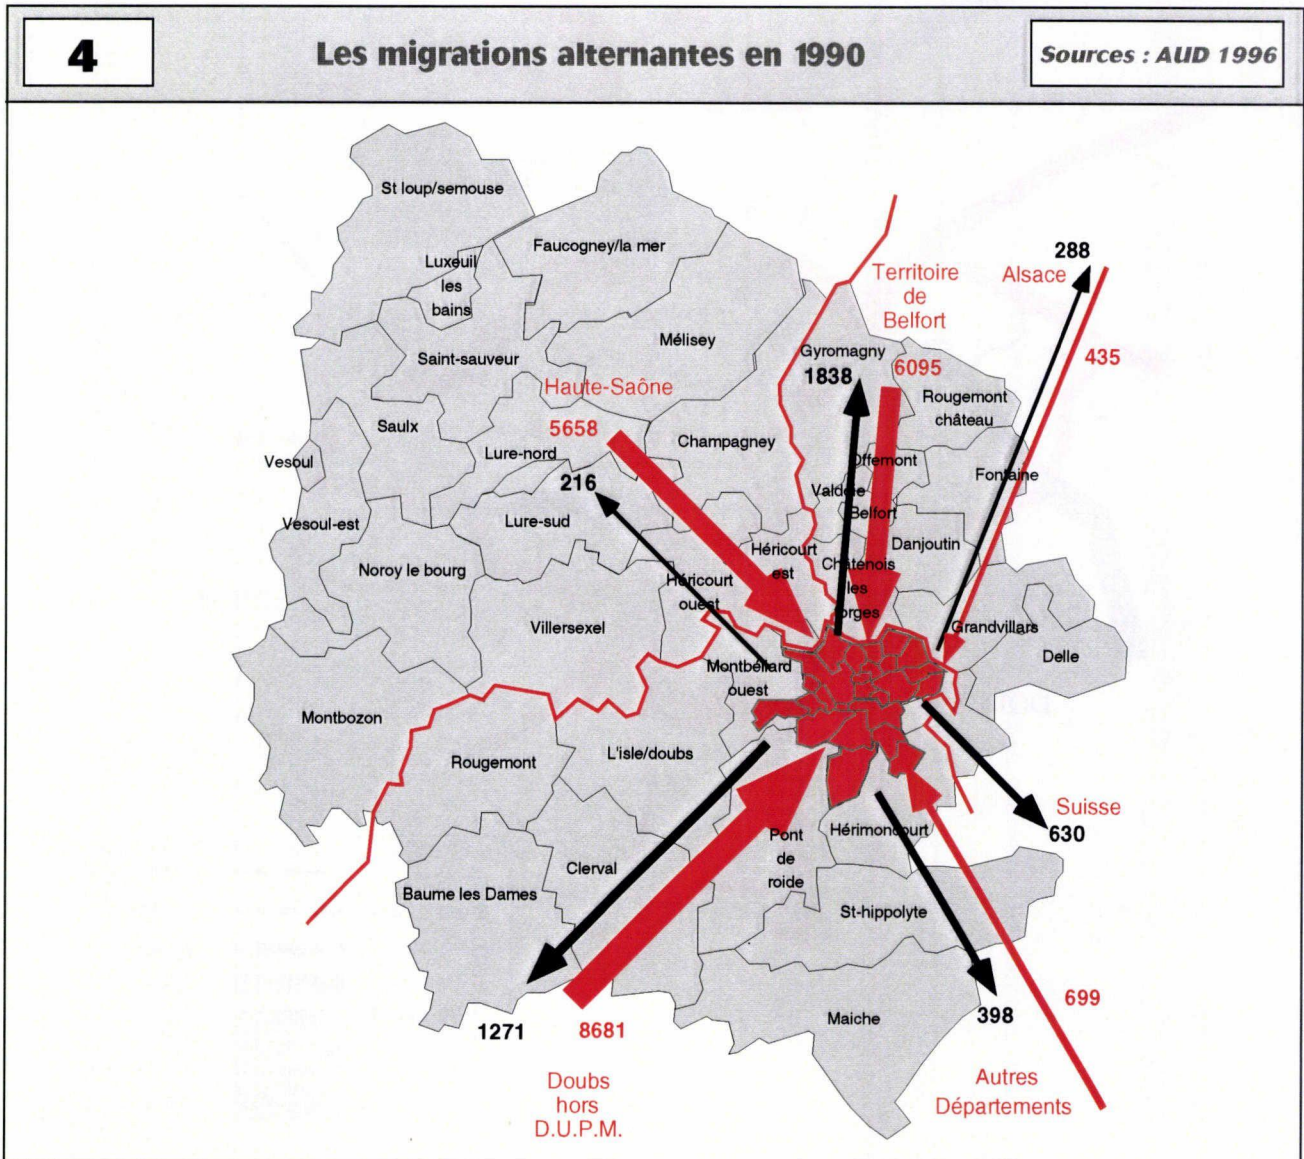 4
Les migrations alternantes en 1990
Sources : AUD 1996
St loup/semouse
Faucogney/la mer
Luxeuil
les
bains
Territoire
de
Belfort
288
Alsace
Mélisey
Gyromagny
Saint-sauveur
435
1838
6095
Haute-Saône
Rougemont
château
5658
Saulx
Champagney
Lure-nord
Vesoul
Offemont
Fontaine
216
Valdoie
Belfort
Vesoul-est
Lure-sud
Danjoutin
Héricourt
est
Châtenois
les
forges
Noroy le bourg
Héricourt
ouest
Villersexel
Grandvillars
Delle
Montbéliard
ouest
Montbozon
L'isle/doubs
Rougemont
Suisse
630
Hérimoncourt
Pont
de
roide
Clerval
Baume les Dames
St-hippolyte
699
398
Maiche
1271
8681
Doubs
hors
D.U.P.M.
Autres
Départements